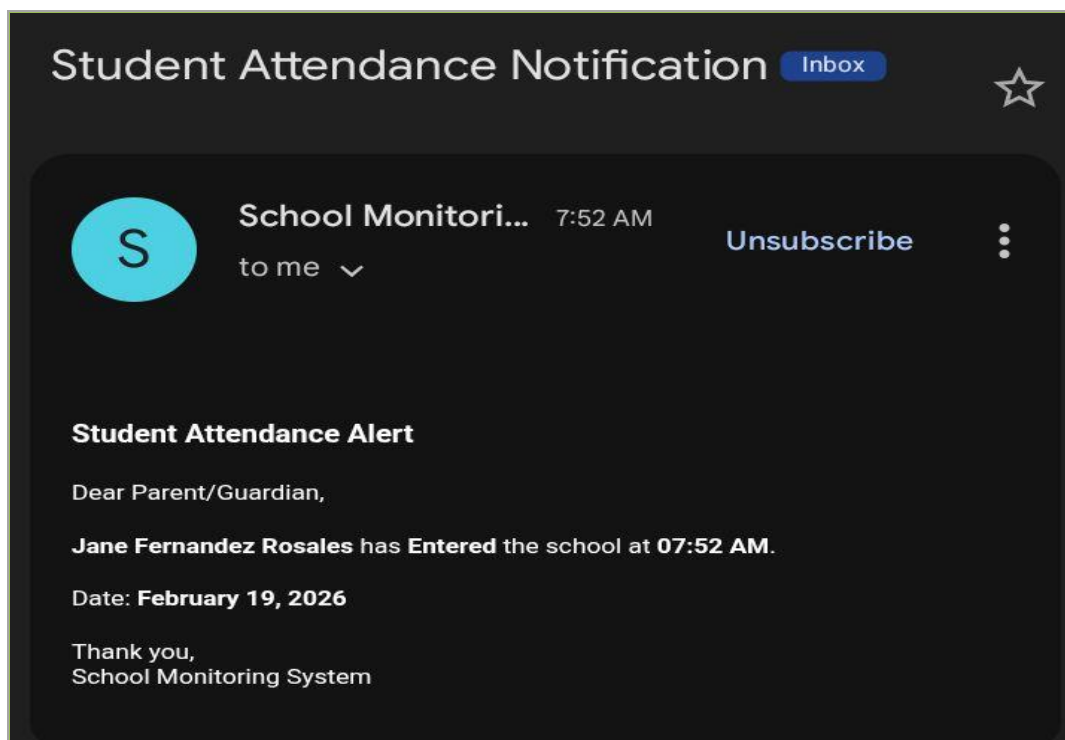 Student Attendance Notification Inbox
S
School Monitori... 7:52 AM
Unsubscribe
to me
Student Attendance Alert
Dear Parent/Guardian,
Jane Fernandez Rosales has Entered the school at 07:52 AM.
Date: February 19, 2026
Thank you,
School Monitoring System